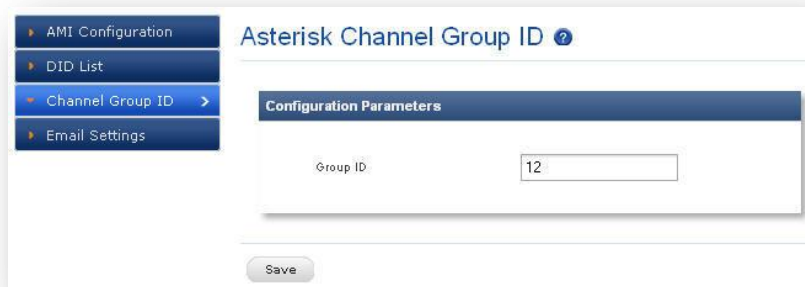 AMI Configuration
DID List
Channel Group ID
Email Settings
Asterisk Channel Group ID
Configuration Parameters
Group ID 12
Save